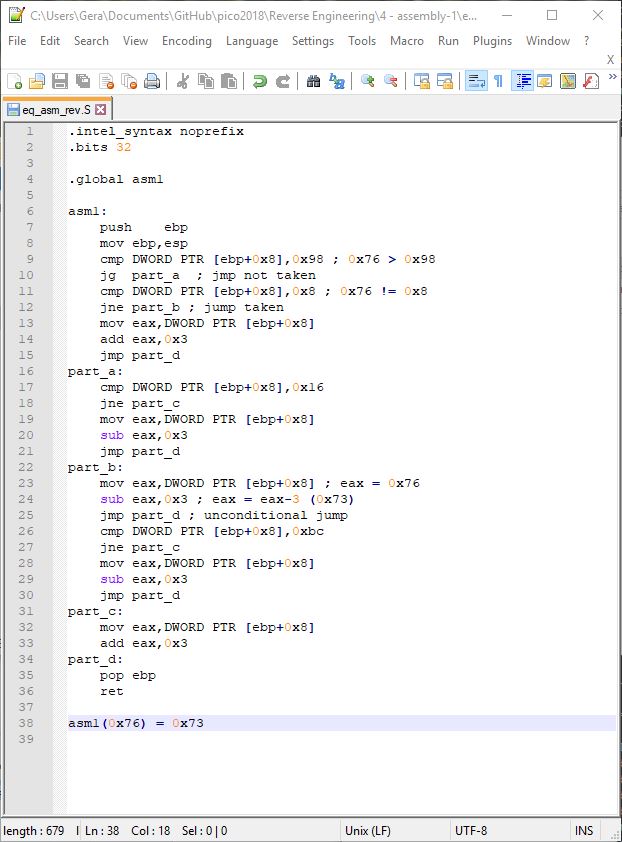 C:\Users\Gera\Documents\GitHub\pico2018\Reverse Engineering\4 - assembly-1\e...
File Edit Search View Encoding Language Settings Tools Macro Run Plugins Window ?
X
eq_asm_rev.S
1 .intel_syntax noprefix
2 .bits 32
3
4 .global asm1
5
6 asm1:
7 push ebp
8 mov ebp,esp
9 cmp DWORD PTR [ebp+0x8],0x98 ; 0x76 > 0x98
10 jg part_a ; jmp not taken
11 cmp DWORD PTR [ebp+0x8],0x8 ; 0x76 != 0x8
12 jne part_b ; jump taken
13 mov eax,DWORD PTR [ebp+0x8]
14 add eax,0x3
15 jmp part_d
16 part_a:
17 cmp DWORD PTR [ebp+0x8],0x16
18 jne part_c
19 mov eax,DWORD PTR [ebp+0x8]
20 sub eax,0x3
21 jmp part_d
22 part_b:
23 mov eax,DWORD PTR [ebp+0x8] ; eax = 0x76
24 sub eax,0x3 ; eax = eax-3 (0x73)
25 jmp part_d ; unconditional jump
26 cmp DWORD PTR [ebp+0x8],0xbc
27 jne part_c
28 mov eax,DWORD PTR [ebp+0x8]
29 sub eax,0x3
30 jmp part_d
31 part_c:
32 mov eax,DWORD PTR [ebp+0x8]
33 add eax,0x3
34 part_d:
35 pop ebp
36 ret
37
38 asm1(0x76) = 0x73
39
length : 679 l Ln : 38 Col : 18 Sel : 0 | 0 Unix (LF) UTF-8 INS